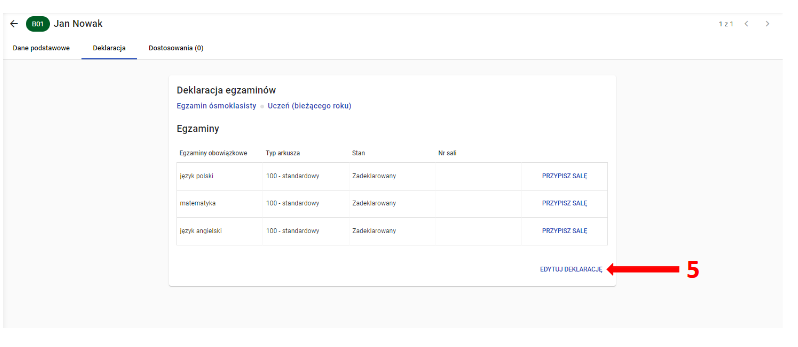 ← B01 Jan Nowak 1 z 1 < >
Dane podstawowe Deklaracja Dostosowania (0)
Deklaracja egzaminów
Egzamin ósmoklasisty Uczeń (bieżącego roku)
Egzaminy
Egzaminy obowiązkowe Typ arkusza Stan Nr sali
język polski 100 - standardowy Zadeklarowany PRZYPISZ SALĘ
matematyka 100 - standardowy Zadeklarowany PRZYPISZ SALĘ
język angielski 100 - standardowy Zadeklarowany PRZYPISZ SALĘ
EDYTUJ DEKLARACJĘ 5